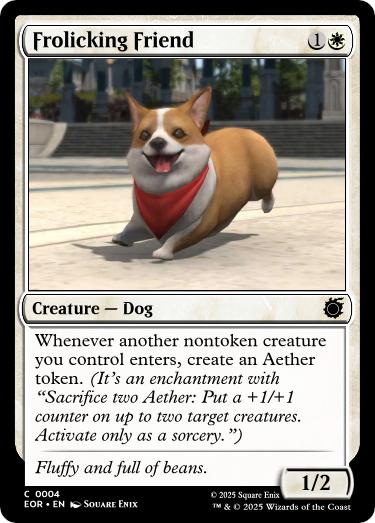 Frolicking Friend 1
Creature — Dog
Whenever another nontoken creature
you control enters, create an Aether
token. (It's an enchantment with
“Sacrifice two Aether: Put a +1/+1
counter on up to two target creatures.
Activate only as a sorcery.”)
Fluffy and full of beans.
1/2
C 0004
EOR • EN SQUARE ENIX
© 2025 Square Enix
™ & © 2025 Wizards of the Coast